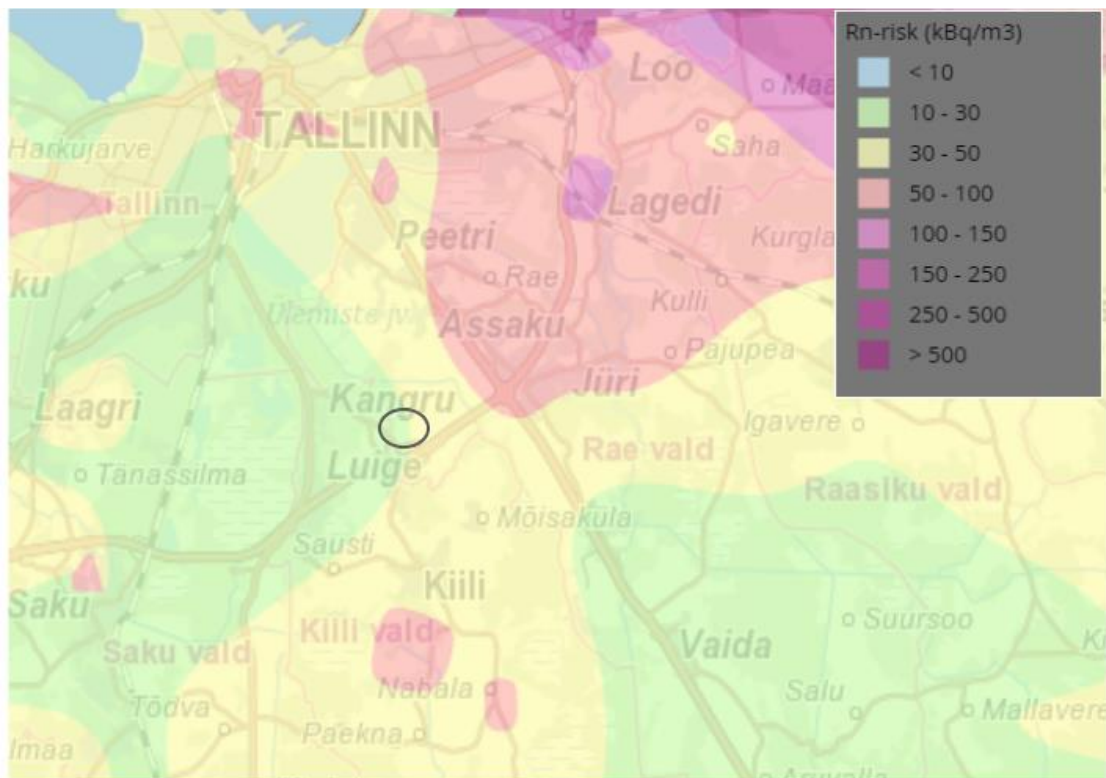 Rn-risk (kBq/m3)
< 10
10 - 30
30 - 50
50 - 100
100 - 150
150 - 250
250 - 500
> 500
Loo
Maa
TALLINN
Harkujarve
Saha
Tallinn
Lagedi
Peetri
Kurgla
ku
Rae
Kulli
Ülemiste jv.
Assaku
Pajupea
Jüri
Kangru
Laagri
Igavere
Rae vald
Luige
Tänassilma
Raasiku vald
Mõisaküla
Sausti
Kiili
Saku
Suursoo
Kiili vald
Vaida
Saku vald
Nabala
Salu
Tõdva
Mallavere
Paekna
lmaa
Aruvalla